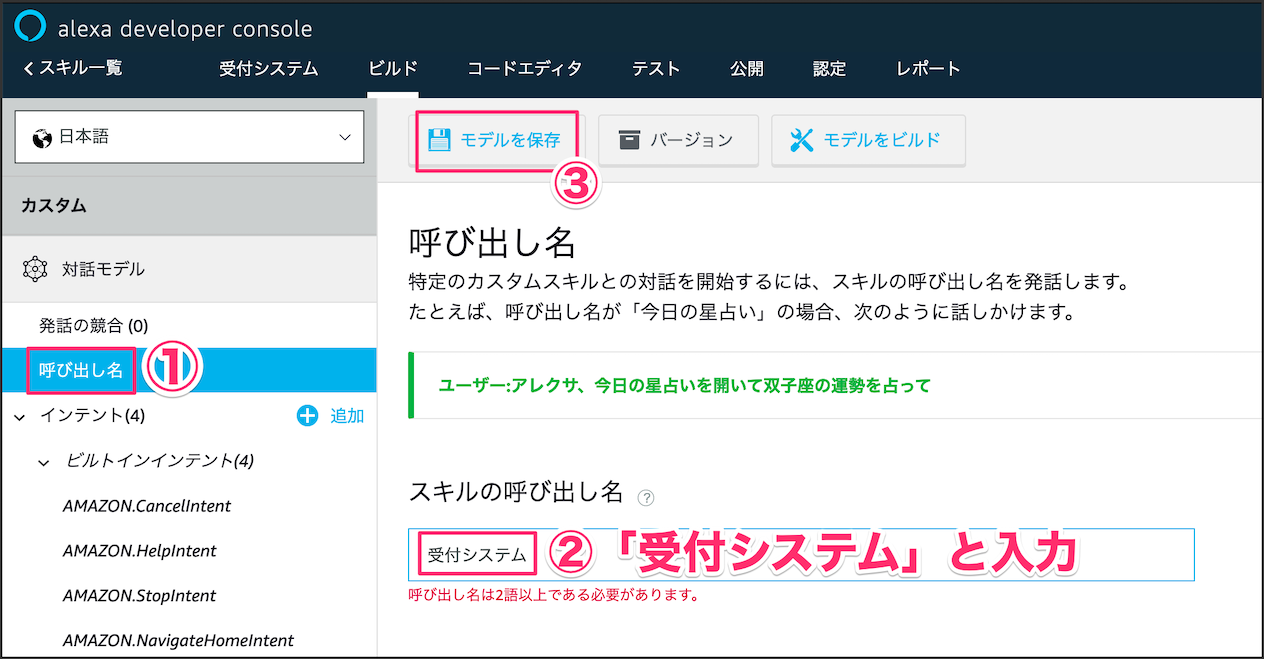 alexa developer console
スキル一覧 受付システム ビルド コードエディタ テスト 公開 認定 レポート
日本語
モデルを保存 バージョン モデルをビルド
③
カスタム
対話モデル
発話の競合 (0)
呼び出し名 ①
インテント(4) 追加
ビルトインインテント(4)
AMAZON.CancelIntent
AMAZON.HelpIntent
AMAZON.StopIntent
AMAZON.NavigateHomeIntent
呼び出し名
特定のカスタムスキルとの対話を開始するには、スキルの呼び出し名を発話します。
たとえば、呼び出し名が「今日の星占い」の場合、次のように話しかけます。
ユーザー:アレクサ、今日の星占いを開いて双子座の運勢を占って
スキルの呼び出し名 ?
受付システム ②「受付システム」と入力
呼び出し名は2語以上である必要があります。